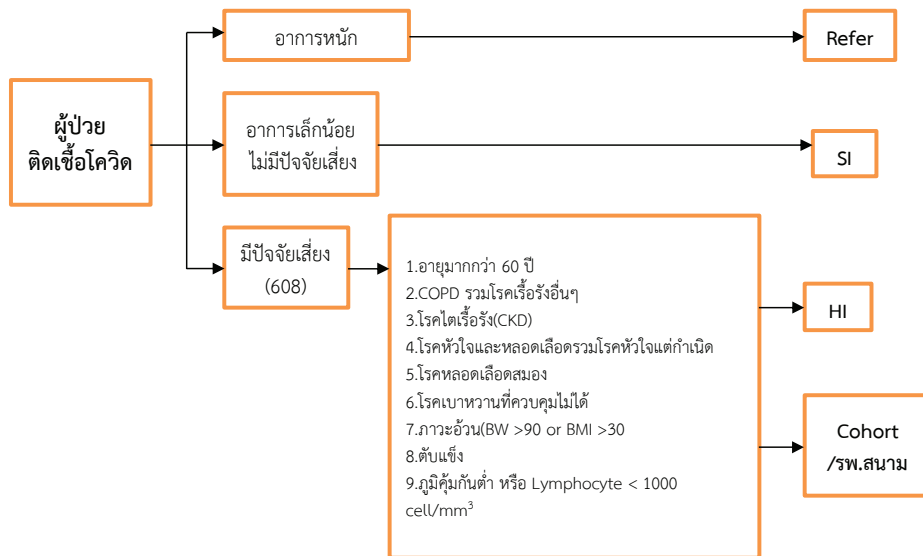 อาการหนัก
Refer
ผู้ป่วย
ติดเชื้อโควิด
อาการเล็กน้อย
ไม่มีปัจจัยเสี่ยง
SI
มีปัจจัยเสี่ยง
(608)
1.อายุมากกว่า 60 ปี
2.COPD รวมโรคเรื้อรังอื่นๆ
3.โรคไตเรื้อรัง(CKD)
4.โรคหัวใจและหลอดเลือดรวมโรคหัวใจแต่กำเนิด
5.โรคหลอดเลือดสมอง
6.โรคเบาหวานที่ควบคุมไม่ได้
7.ภาวะอ้วน(BW >90 or BMI >30
8.ตับแข็ง
9.ภูมิคุ้มกันต่ำ หรือ Lymphocyte < 1000
cell/mm³
HI
Cohort
/รพ.สนาม